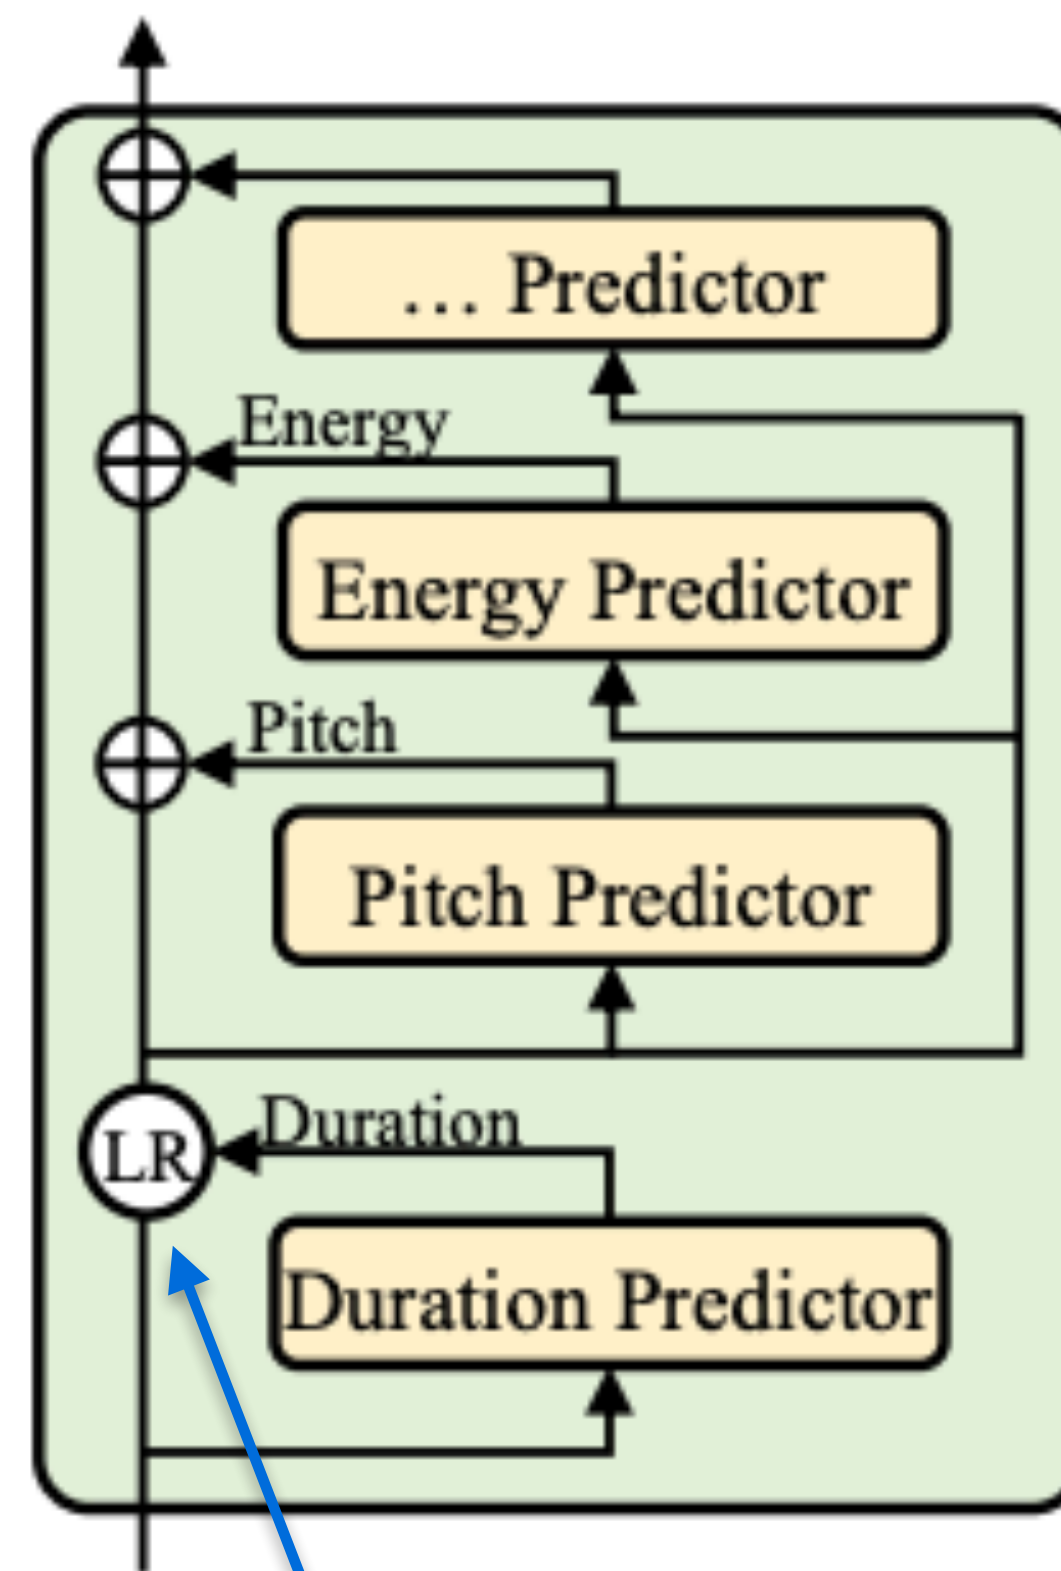 … Predictor
Energy
Energy Predictor
Pitch
Pitch Predictor
LR
Duration
Duration Predictor